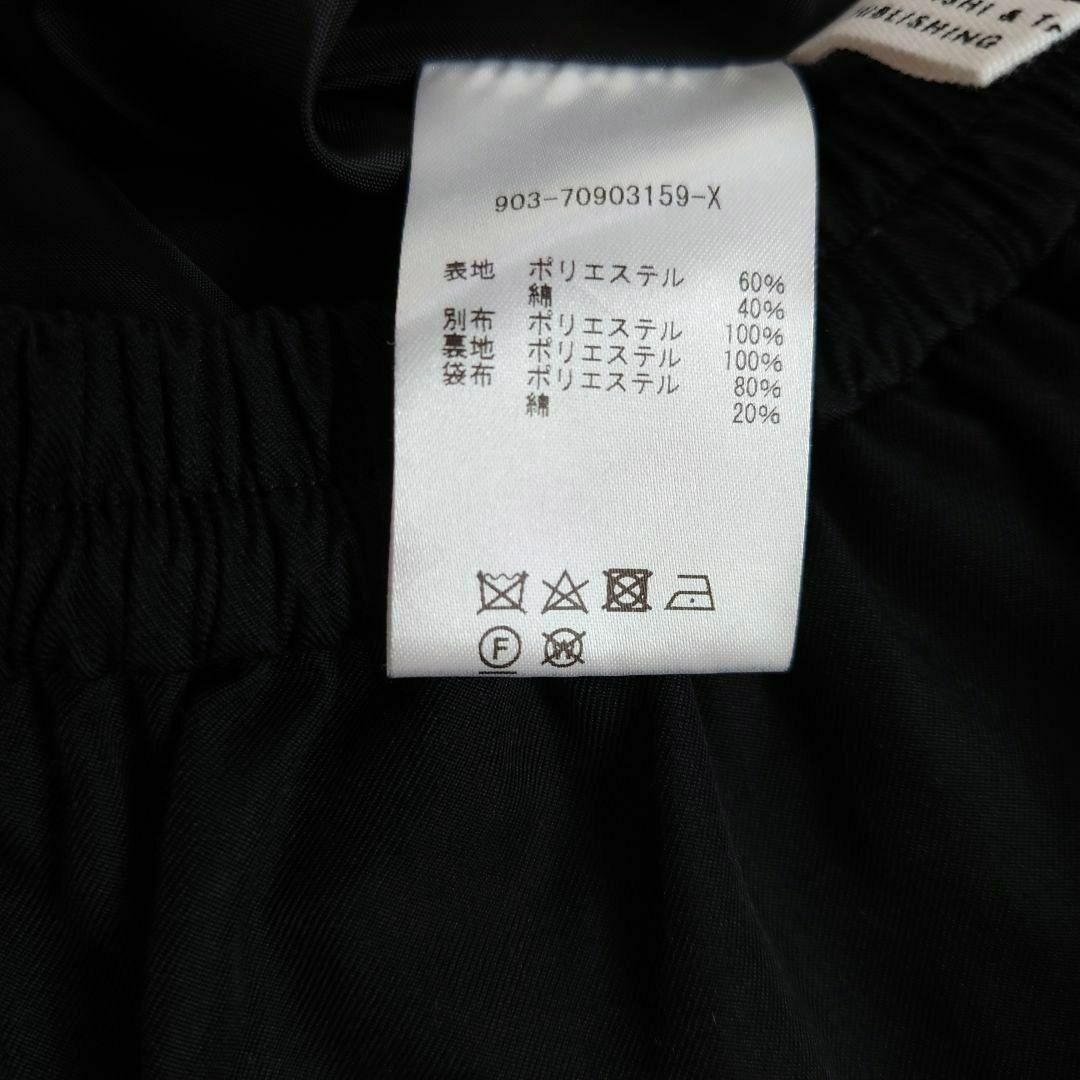 & T
PUBLISHING
903-70903159-X
表地 ポリエステル 60%
綿 40%
別布 ポリエステル 100%
裏地 ポリエステル 100%
袋布 ポリエステル 80%
綿 20%
F
W